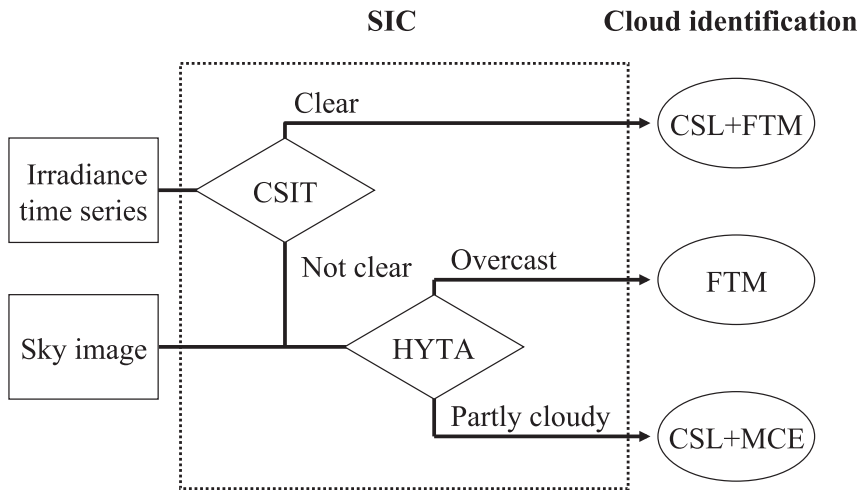 SIC
Cloud identification
Clear
CSL+FTM
Irradiance
time series
CSIT
Not clear
Overcast
FTM
Sky image
HYTA
Partly cloudy
CSL+MCE